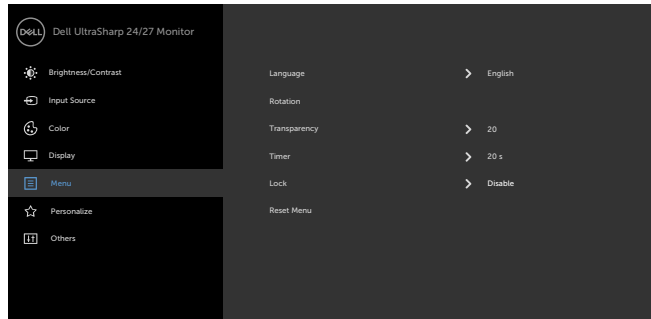 DELL Dell UltraSharp 24/27 Monitor
Brightness/Contrast
Input Source
Color
Display
Menu
Personalize
Others
Language English
Rotation
Transparency 20
Timer 20 s
Lock Disable
Reset Menu